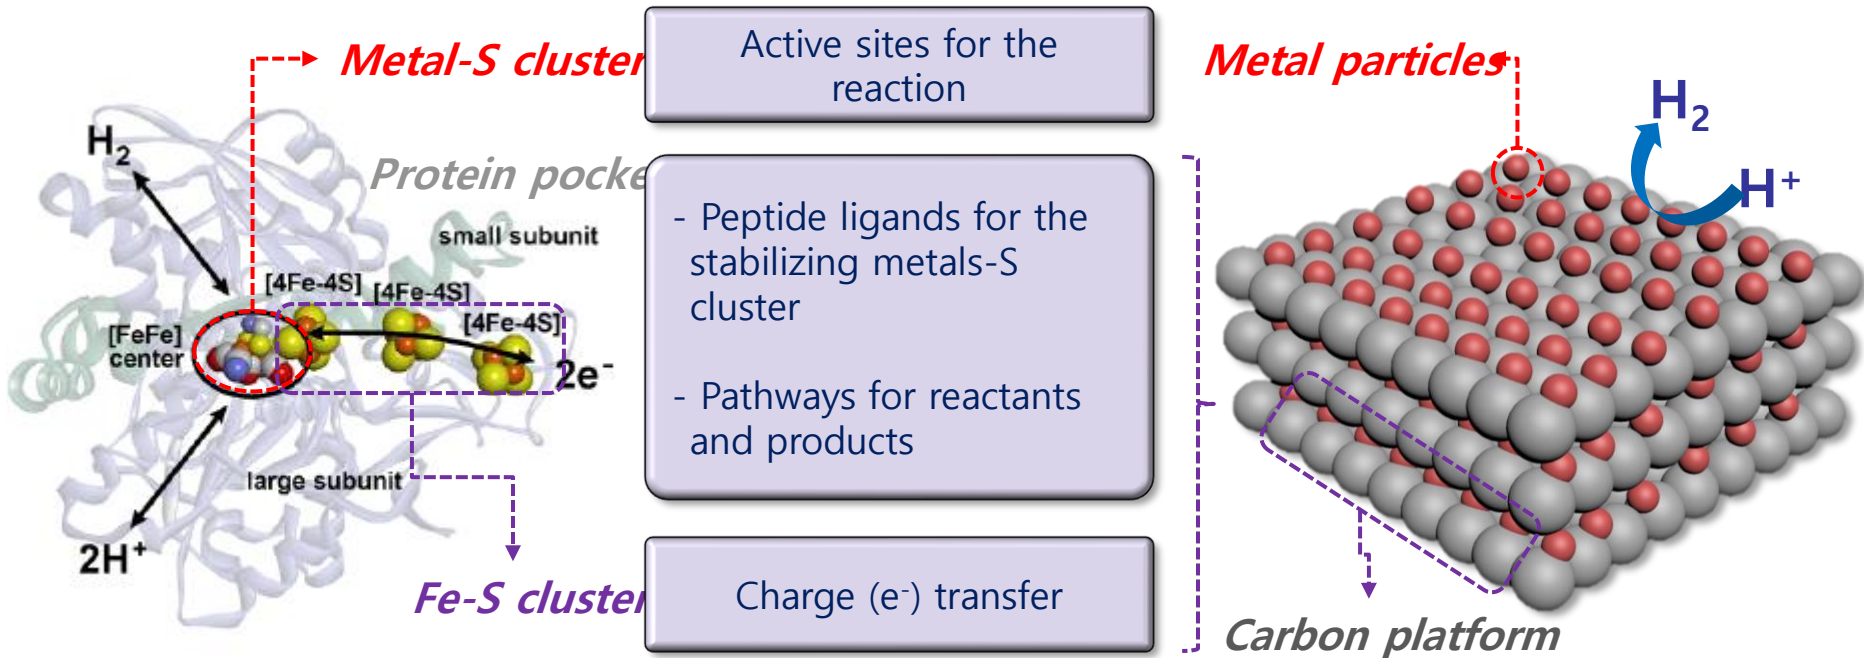 Metal-S cluster
Active sites for the
reaction
Metal particles
H2
H+
H2
Protein pocke
- Peptide ligands for the
stabilizing metals-S
cluster
- Pathways for reactants
and products
small subunit
[4Fe-4S]
[4Fe-4S]
[4Fe-4S]
[FeFe]
center
2e-
large subunit
2H+
Fe-S cluster
Charge (e-) transfer
Carbon platform